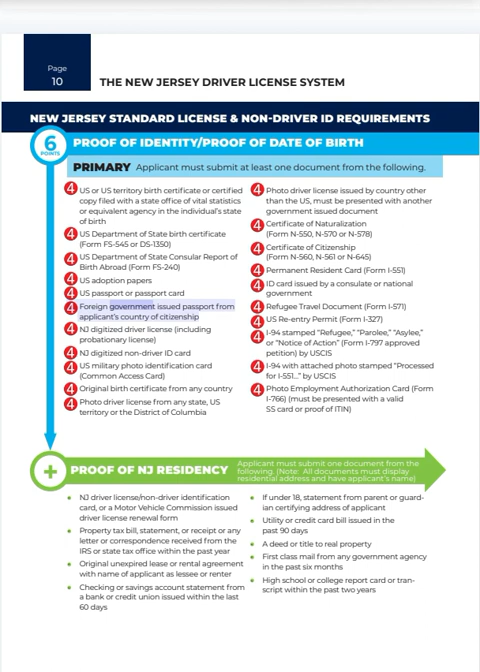 Page
10
THE NEW JERSEY DRIVER LICENSE SYSTEM
NEW JERSEY STANDARD LICENSE & NON-DRIVER ID REQUIREMENTS
6
POINTS
PROOF OF IDENTITY/PROOF OF DATE OF BIRTH
PRIMARY Applicant must submit at least one document from the following.
4 US or US territory birth certificate or certified
copy filed with a state office of vital statistics
or equivalent agency in the individual's state
of birth
4 US Department of State birth certificate
(Form FS-545 or DS-1350)
4 US Department of State Consular Report of
Birth Abroad (Form FS-240)
4 US adoption papers
4 US passport or passport card
4 Foreign government issued passport from
applicant's country of citizenship
4 NJ digitized driver license (including
probationary license)
4 NJ digitized non-driver ID card
4 US military photo identification card
(Common Access Card)
4 Original birth certificate from any country
4 Photo driver license from any state, US
territory or the District of Columbia
4 Photo driver license issued by country other
than the US, must be presented with another
government issued document
4 Certificate of Naturalization
(Form N-550, N-570 or N-578)
4 Certificate of Citizenship
(Form N-560, N-561 or N-645)
4 Permanent Resident Card (Form I-551)
4 ID card issued by a consulate or national
government
4 Refugee Travel Document (Form I-571)
4 US Re-entry Permit (Form I-327)
4 I-94 stamped "Refugee," "Parolee," "Asylee,"
or "Notice of Action" (Form I-797 approved
petition) by USCIS
4 I-94 with attached photo stamped "Processed
for I-551..." by USCIS
4 Photo Employment Authorization Card (Form
I-766) (must be presented with a valid
SS card or proof of ITIN)
+
PROOF OF NJ RESIDENCY
Applicant must submit one document from the
following. (Note: All documents must display
residential address and have applicant's name)
• NJ driver license/non-driver identification
card, or a Motor Vehicle Commission issued
driver license renewal form
• Property tax bill, statement, or receipt or any
letter or correspondence received from the
IRS or state tax office within the past year
• Original unexpired lease or rental agreement
with name of applicant as lessee or renter
• Checking or savings account statement from
a bank or credit union issued within the last
60 days
• If under 18, statement from parent or guard-
ian certifying address of applicant
• Utility or credit card bill issued in the
past 90 days
• A deed or title to real property
• First class mail from any government agency
in the past six months
• High school or college report card or tran-
script within the past two years